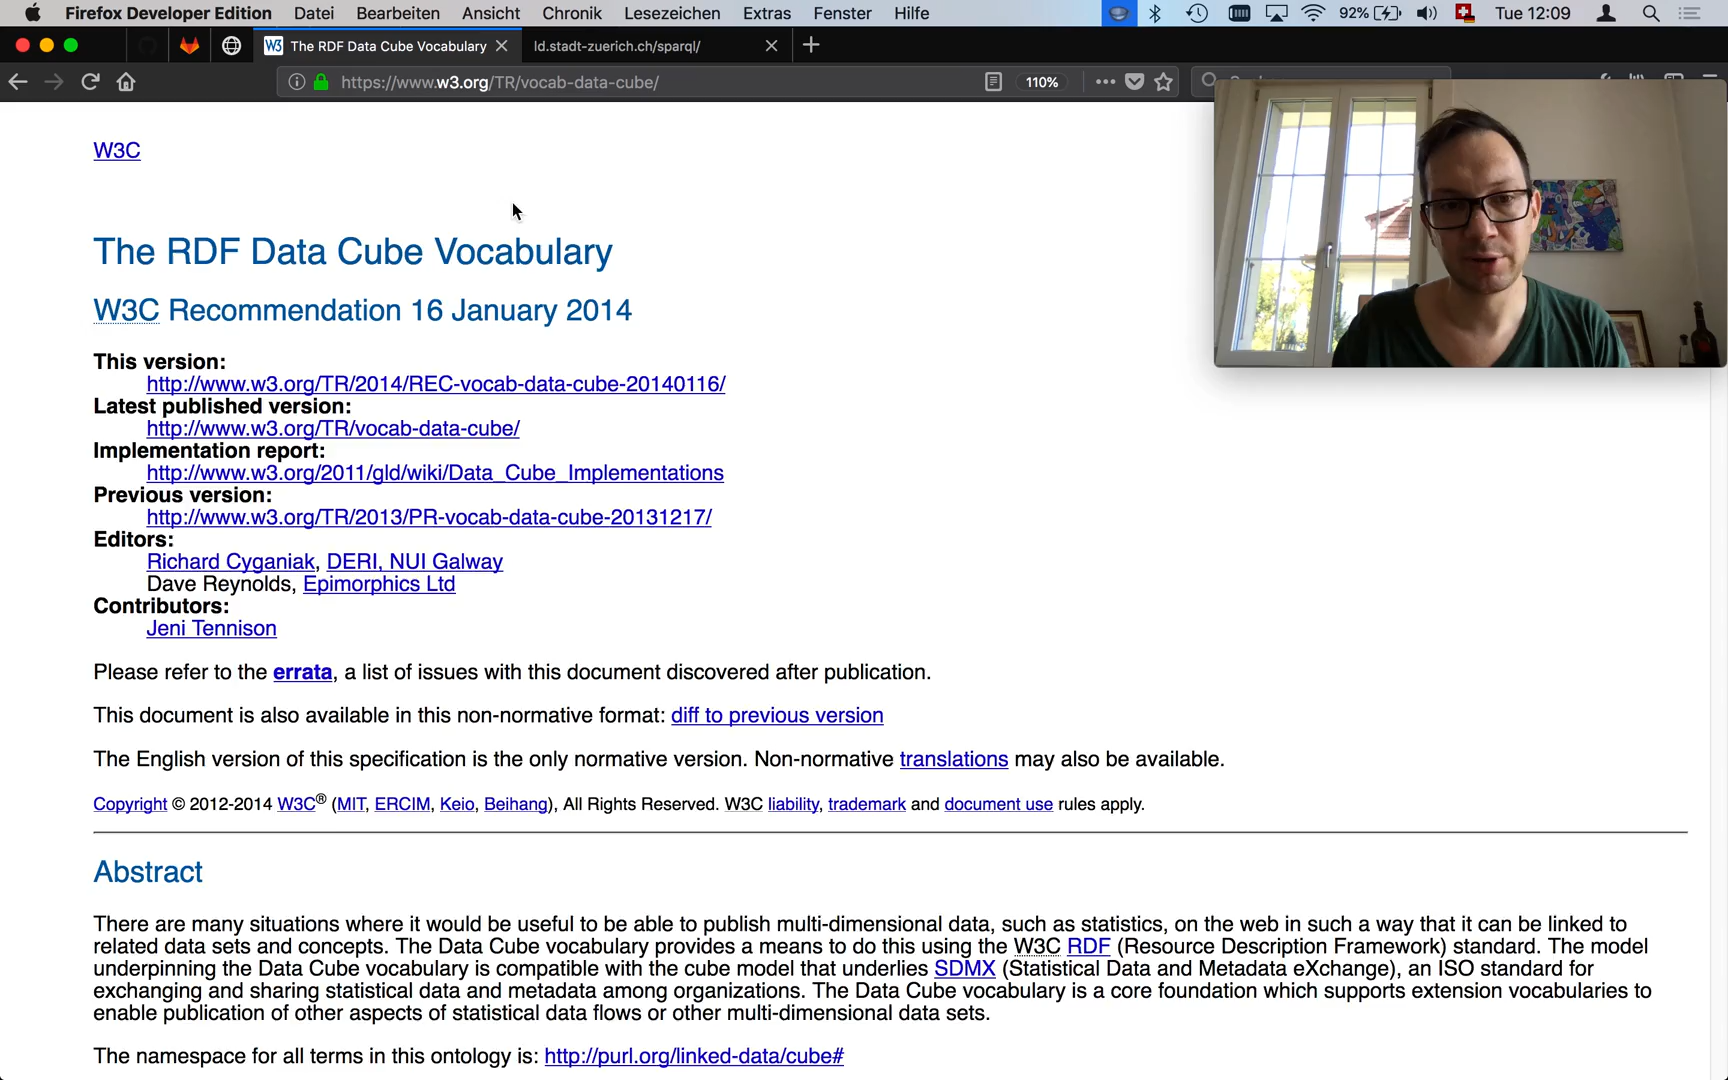 Firefox Developer Edition Datei Bearbeiten Ansicht Chronik Lesezeichen Extras Fenster Hilfe 92% Tue 12:09
W3 The RDF Data Cube Vocabulary ld.stadt-zuerich.ch/sparql/
https://www.w3.org/TR/vocab-data-cube/ 110%
W3C
The RDF Data Cube Vocabulary
W3C Recommendation 16 January 2014
This version:
http://www.w3.org/TR/2014/REC-vocab-data-cube-20140116/
Latest published version:
http://www.w3.org/TR/vocab-data-cube/
Implementation report:
http://www.w3.org/2011/gld/wiki/Data_Cube_Implementations
Previous version:
http://www.w3.org/TR/2013/PR-vocab-data-cube-20131217/
Editors:
Richard Cyganiak, DERI, NUI Galway
Dave Reynolds, Epimorphics Ltd
Contributors:
Jeni Tennison
Please refer to the errata, a list of issues with this document discovered after publication.
This document is also available in this non-normative format: diff to previous version
The English version of this specification is the only normative version. Non-normative translations may also be available.
Copyright © 2012-2014 W3C® (MIT, ERCIM, Keio, Beihang), All Rights Reserved. W3C liability, trademark and document use rules apply.
Abstract
There are many situations where it would be useful to be able to publish multi-dimensional data, such as statistics, on the web in such a way that it can be linked to
related data sets and concepts. The Data Cube vocabulary provides a means to do this using the W3C RDF (Resource Description Framework) standard. The model
underpinning the Data Cube vocabulary is compatible with the cube model that underlies SDMX (Statistical Data and Metadata eXchange), an ISO standard for
exchanging and sharing statistical data and metadata among organizations. The Data Cube vocabulary is a core foundation which supports extension vocabularies to
enable publication of other aspects of statistical data flows or other multi-dimensional data sets.
The namespace for all terms in this ontology is: http://purl.org/linked-data/cube#